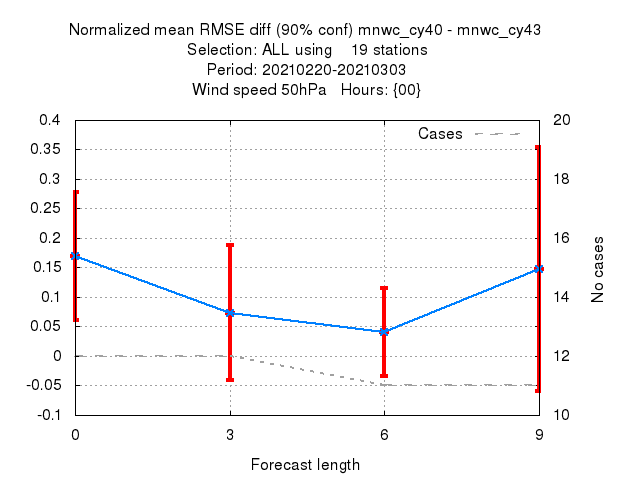 Normalized mean RMSE diff (90% conf) mnwc_cy40 - mnwc_cy43
Selection: ALL using    19 stations
Period: 20210220-20210303
Wind speed 50hPa   Hours: {00}
Cases
0.4
0.35
0.3
0.25
0.2
0.15
0.1
0.05
0
-0.05
-0.1
20
18
16
14
12
10
No cases
0 3 6 9
Forecast length